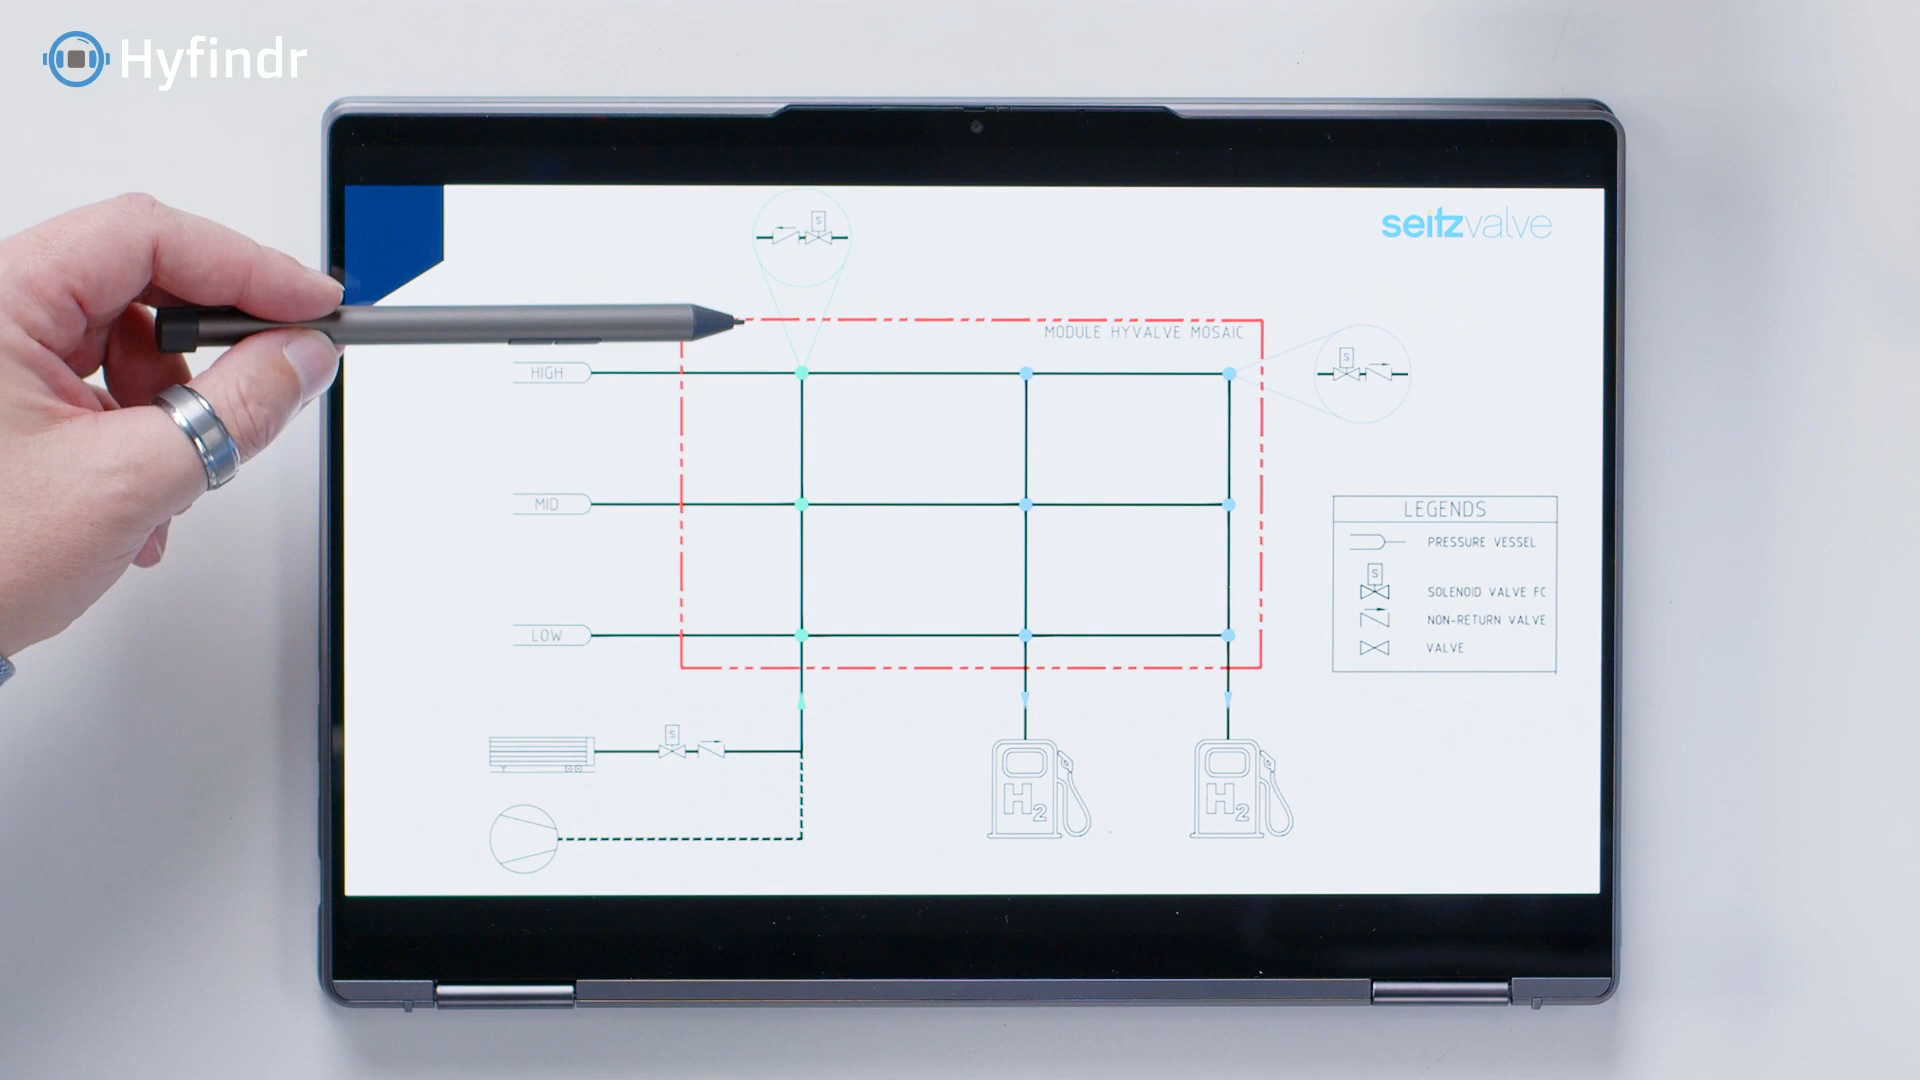 Hyfindr
seitzvalve
S
MODULE HYVALVE MOSAIC
HIGH
S
MID
LEGENDS
PRESSURE VESSEL
S
SOLENOID VALVE FC
NON-RETURN VALVE
VALVE
LOW
S
H2
H2